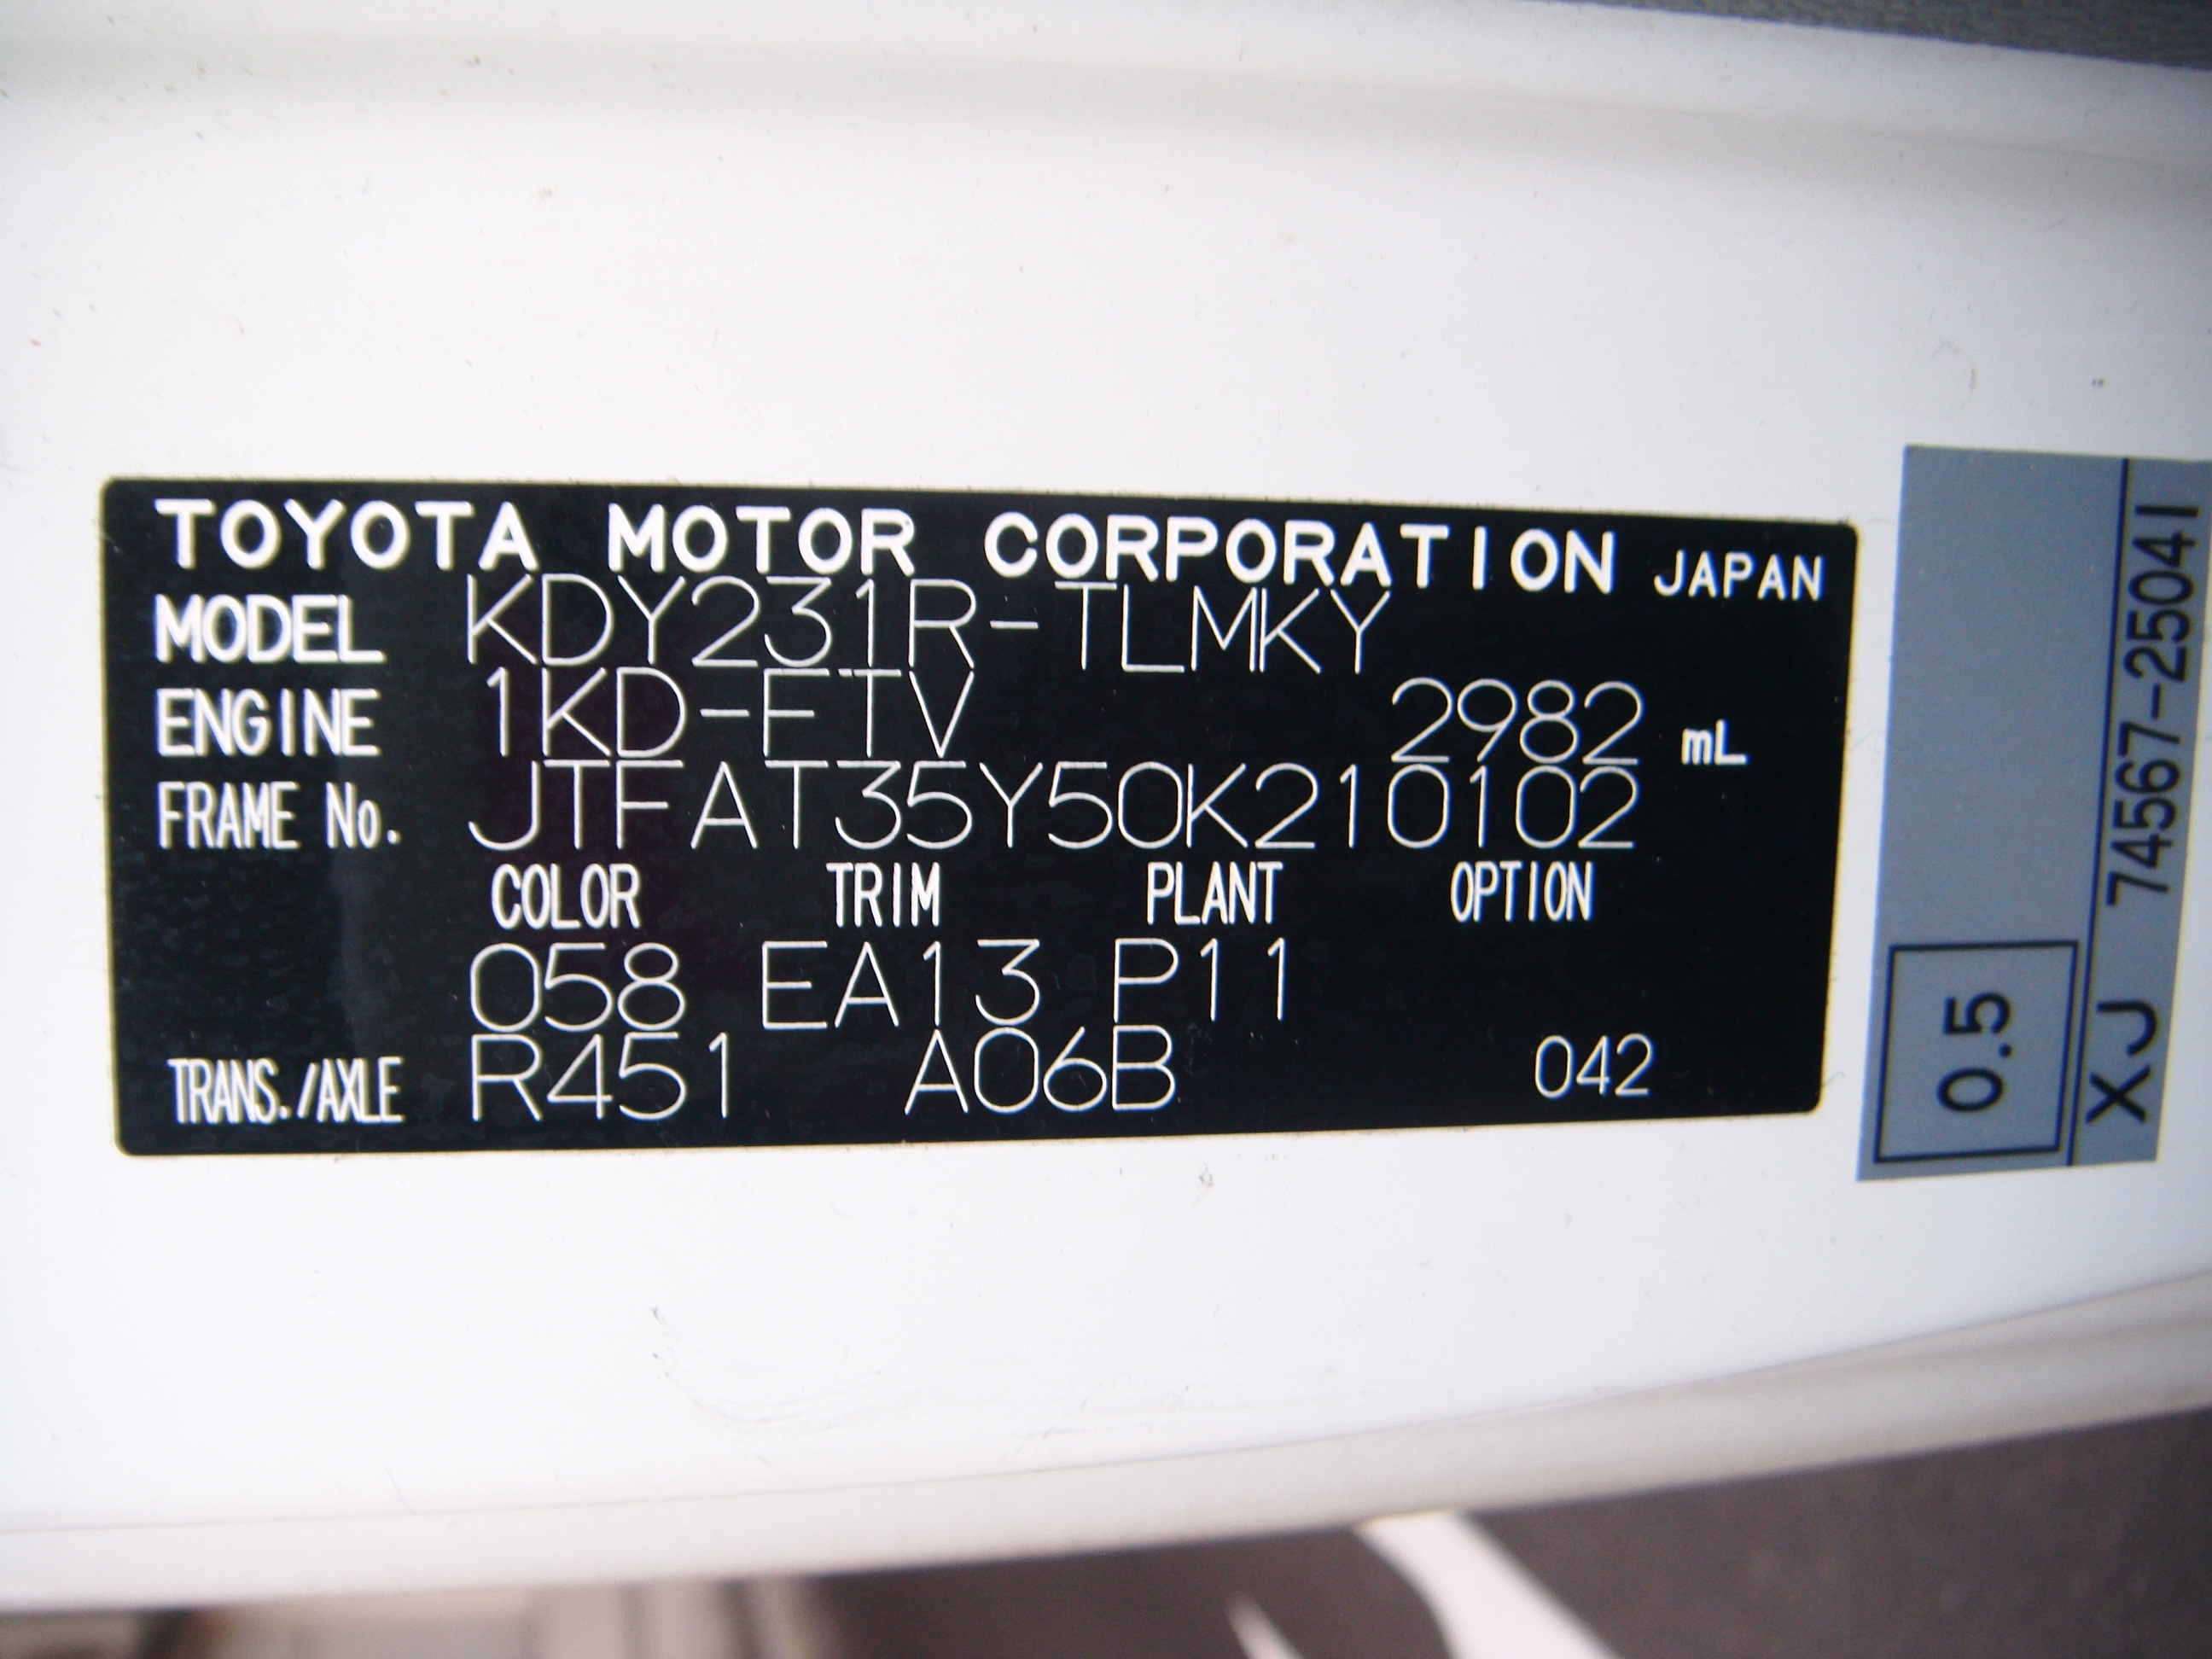 TOYOTA MOTOR CORPORATION JAPAN
MODEL KDY231R-TLMKY
ENGINE 1KD-FTV 2982 mL
FRAME No. JTFAT35Y50K210102
COLOR TRIM PLANT OPTION
058 EA13 P11
TRANS./AXLE R451 A06B 042
0.5
XJ 74567-25041